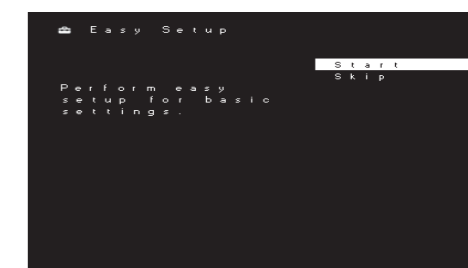 Easy Setup
Start
Skip
Perform easy
setup for basic
settings.